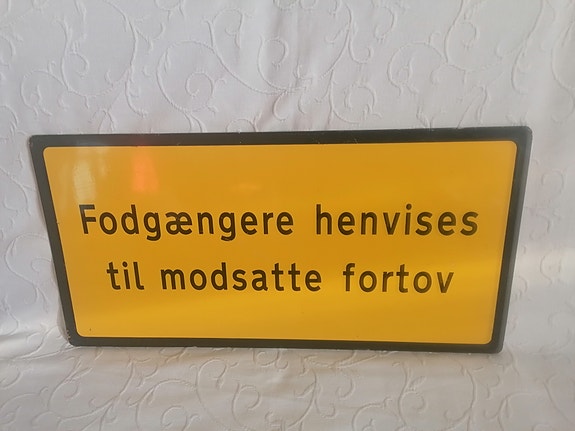 Fodgængere henvises
til modsatte fortov